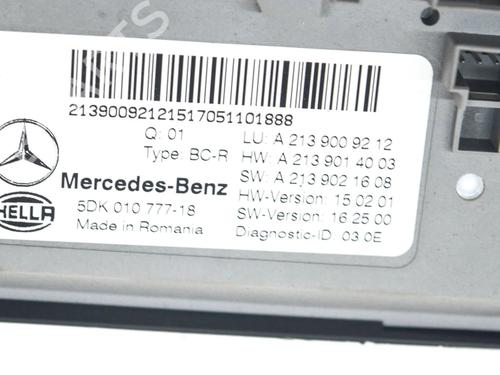 21390092121517051101888
Q: 01
Type: BC-R
LU: A 213 900 92 12
HW: A 213 901 40 03
SW: A 213 902 16 08
HW-Version: 15 02 01
SW-Version: 16 25 00
Diagnostic-ID: 03 0E
Mercedes-Benz
HELLA
5DK 010 777-18
Made in Romania